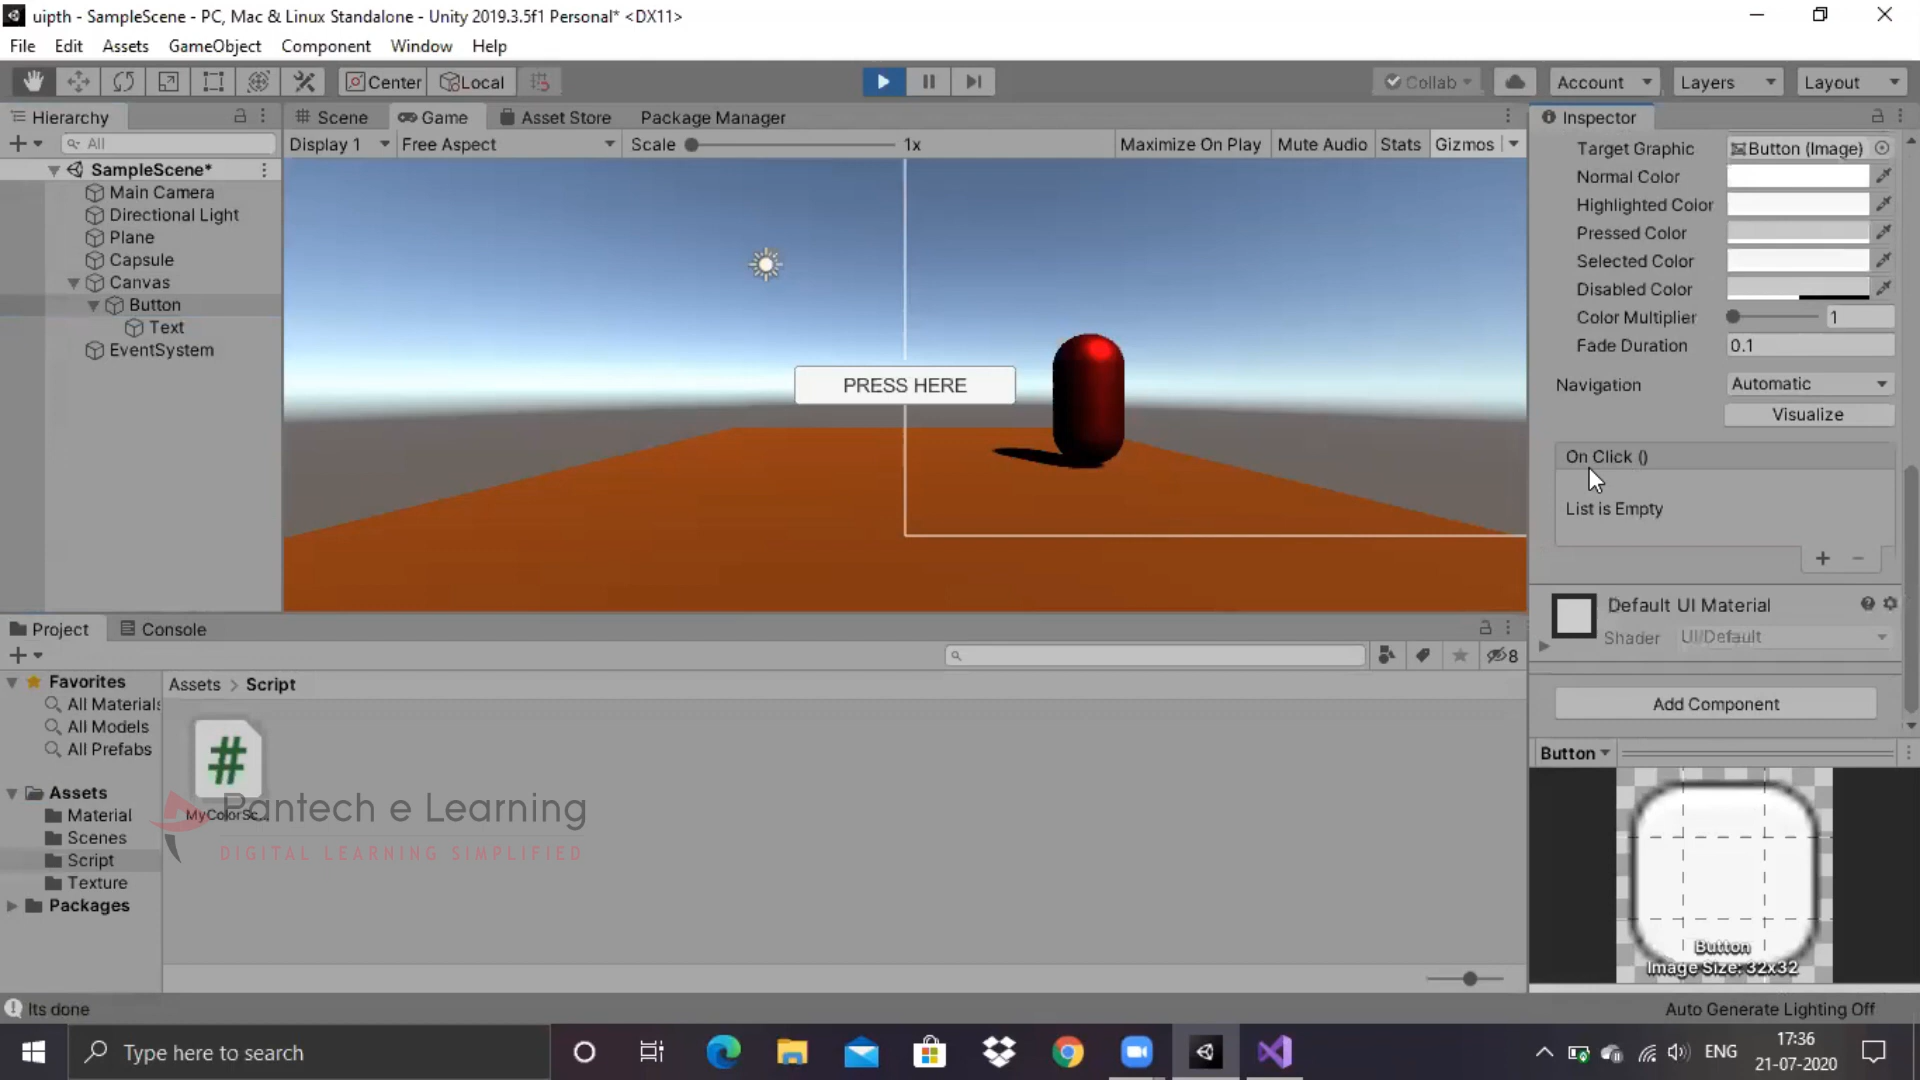 uipth - SampleScene - PC, Mac & Linux Standalone - Unity 2019.3.5f1 Personal* <DX11>
File Edit Assets GameObject Component Window Help
Center Local Collab Account Layers Layout
Hierarchy
All
SampleScene*
Main Camera
Directional Light
Plane
Capsule
Canvas
Button
Text
EventSystem
Scene Game Asset Store Package Manager
Display 1 Free Aspect Scale 1x Maximize On Play Mute Audio Stats Gizmos
PRESS HERE
Inspector
Target Graphic Button (Image)
Normal Color
Highlighted Color
Pressed Color
Selected Color
Disabled Color
Color Multiplier 1
Fade Duration 0.1
Navigation Automatic
Visualize
On Click ()
List is Empty
+ -
Default UI Material
Shader UI/Default
Add Component
Button
Button
Image Size: 32x32
Project Console
8
Favorites
All Materials
All Models
All Prefabs
Assets
Material
Scenes
Script
Texture
Packages
Assets > Script
#
MyColorSc...
Pantech e Learning
DIGITAL LEARNING SIMPLIFIED
Its done
Auto Generate Lighting Off
Type here to search
ENG
17:36
21-07-2020